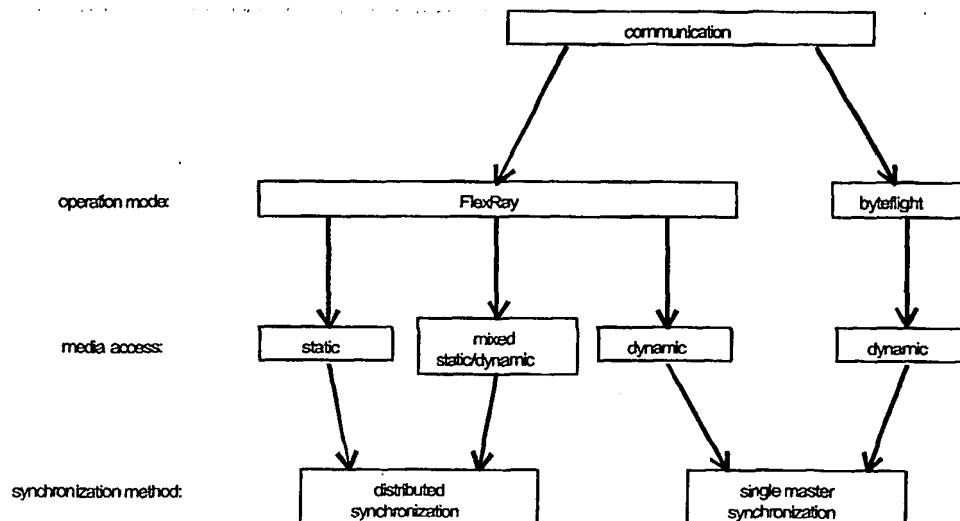 communication
operation mode:
FlexRay
byteflight
media access:
static
mixed
static/dynamic
dynamic
dynamic
synchronization method:
distributed
synchronization
single master
synchronization